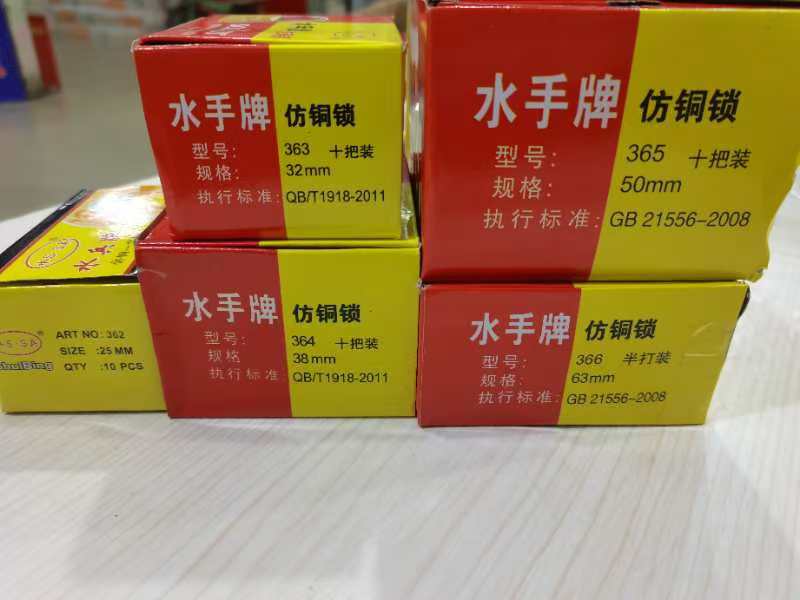 水手牌 仿铜锁
型号: 363 十把装
规格: 32mm
执行标准: QB/T1918-2011
水手牌 仿铜锁
型号: 365 十把装
规格: 50mm
执行标准: GB 21556-2008
ART NO: 362
SIZE :25 MM
QTY :10 PCS
水手牌 仿铜锁
型号: 364 十把装
规格 38mm
执行标准: QB/T1918-2011
水手牌 仿铜锁
型号: 366 半打装
规格: 63mm
执行标准: GB 21556-2008